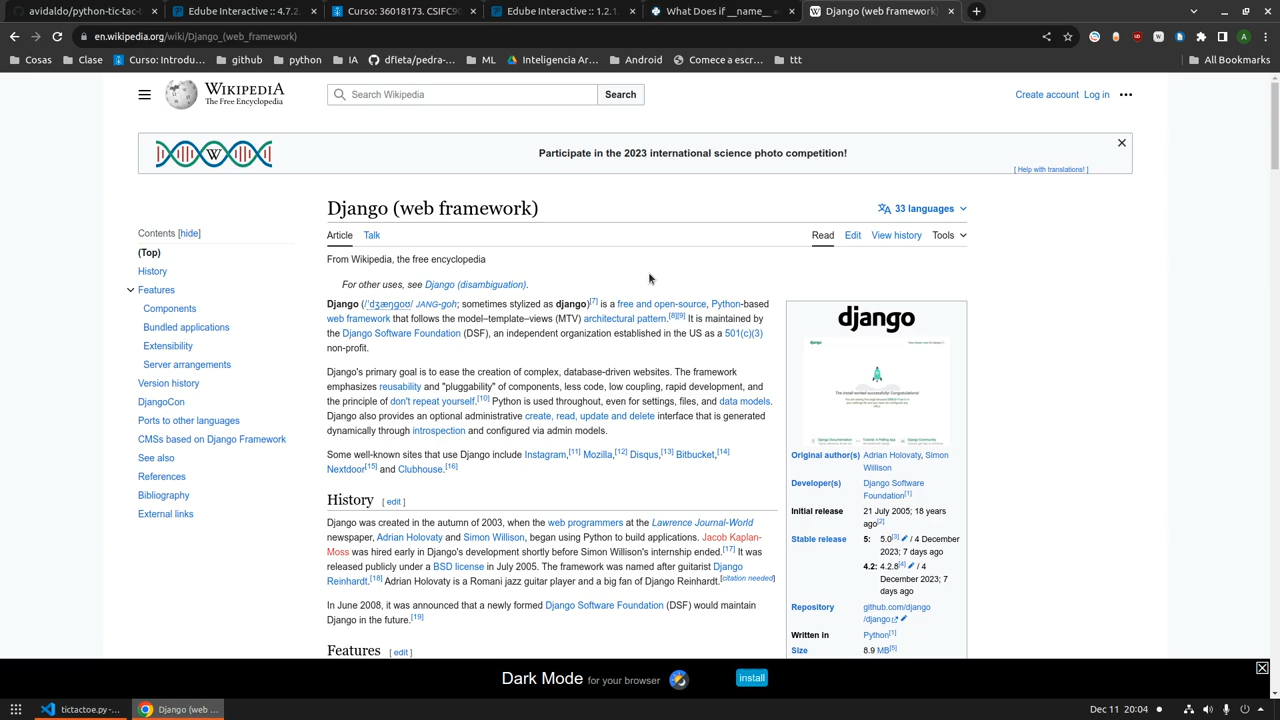 davokaldo/python-tic-tac-
Edube Interactive :: 4.7.2.
Curso: 36018173. CSIFC9
Edube Interactive :: 1.2.1
What Does if __name__ =
Django (web framework)
en.wikipedia.org/wiki/Django_(web_framework)
Cosas
Clase
Curso: Introdu...
github
python
IA
dfleta/pedra-...
ML
Inteligencia Ar...
Android
Comece a escr...
ttt
All Bookmarks
WIKIPEDIA
The Free Encyclopedia
Search Wikipedia
Search
Create account
Log in
Participate in the 2023 international science photo competition!
[ Help with translations! ]
Django (web framework)
33 languages
Contents [hide]
(Top)
History
Features
Components
Bundled applications
Extensibility
Server arrangements
Version history
DjangoCon
Ports to other languages
CMSs based on Django Framework
See also
References
Bibliography
External links
Article
Talk
Read
Edit
View history
Tools
From Wikipedia, the free encyclopedia
For other uses, see Django (disambiguation).
Django (/ˈdʒæŋɡoʊ/ JANG-goh; sometimes stylized as django)[7] is a free and open-source, Python-based
web framework that follows the model–template–views (MTV) architectural pattern.[8][9] It is maintained by
the Django Software Foundation (DSF), an independent organization established in the US as a 501(c)(3)
non-profit.
Django's primary goal is to ease the creation of complex, database-driven websites. The framework
emphasizes reusability and "pluggability" of components, less code, low coupling, rapid development, and
the principle of don't repeat yourself.[10] Python is used throughout, even for settings, files, and data models.
Django also provides an optional administrative create, read, update and delete interface that is generated
dynamically through introspection and configured via admin models.
Some well-known sites that use Django include Instagram,[11] Mozilla,[12] Disqus,[13] Bitbucket,[14]
Nextdoor[15] and Clubhouse.[16]
History [ edit ]
Django was created in the autumn of 2003, when the web programmers at the Lawrence Journal-World
newspaper, Adrian Holovaty and Simon Willison, began using Python to build applications. Jacob Kaplan-
Moss was hired early in Django's development shortly before Simon Willison's internship ended.[17] It was
released publicly under a BSD license in July 2005. The framework was named after guitarist Django
Reinhardt.[18] Adrian Holovaty is a Romani jazz guitar player and a big fan of Django Reinhardt.[citation needed]
In June 2008, it was announced that a newly formed Django Software Foundation (DSF) would maintain
Django in the future.[19]
Features [ edit ]
django
django
The install worked successfully! Congratulations!
Django Documentation
Tutorial: A Polling App
Django Community
Original author(s) Adrian Holovaty, Simon
Willison
Developer(s) Django Software
Foundation[1]
Initial release 21 July 2005; 18 years
ago[2]
Stable release 5: 5.0[3] / 4 December
2023; 7 days ago
4.2: 4.2.8[4] / 4
December 2023; 7
days ago
Repository github.com/django
/django
Written in Python[1]
Size 8.9 MB[5]
Dark Mode for your browser
install
tictactoe.py -...
Django (web ...
Dec 11 20:04